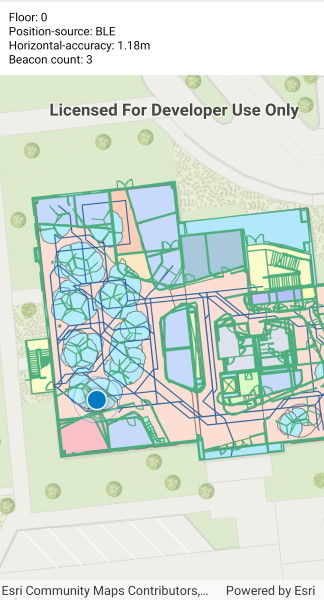 Floor: 0
Position-source: BLE
Horizontal-accuracy: 1.18m
Beacon count: 3
Licensed For Developer Use Only
Esri Community Maps Contributors,... Powered by Esri